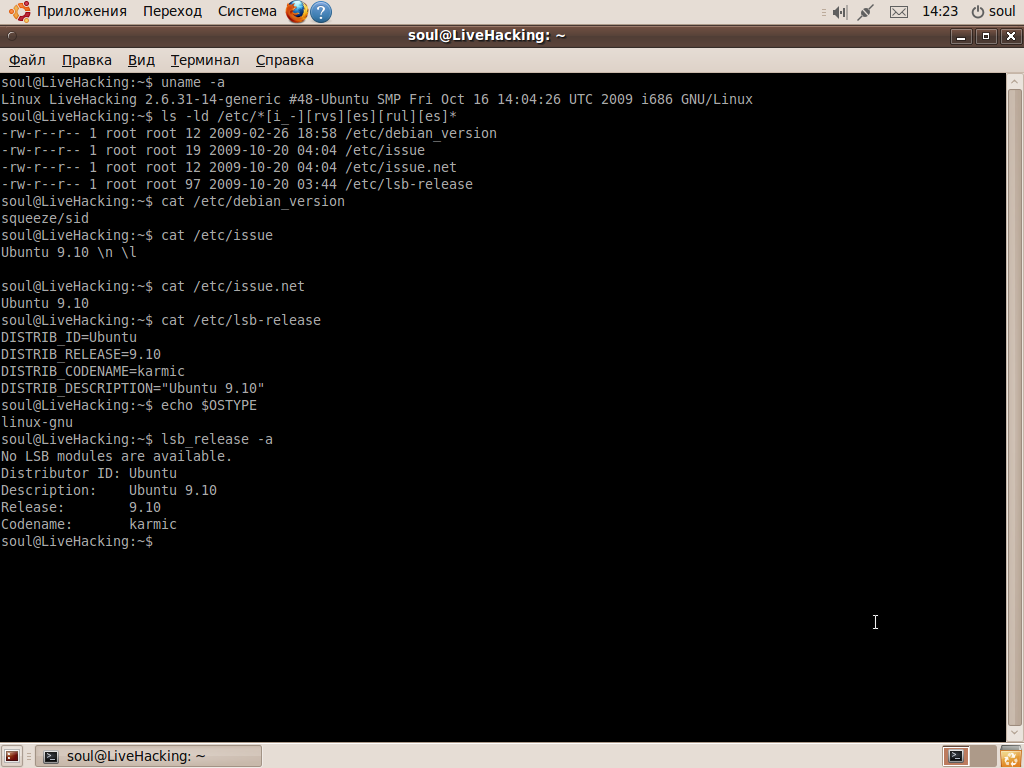 Приложения Переход Система 14:23 soul
soul@LiveHacking: ~
Файл Правка Вид Терминал Справка
soul@LiveHacking:~$ uname -a
Linux LiveHacking 2.6.31-14-generic #48-Ubuntu SMP Fri Oct 16 14:04:26 UTC 2009 i686 GNU/Linux
soul@LiveHacking:~$ ls -ld /etc/*[i_-][rvs][es][rul][es]*
-rw-r--r-- 1 root root 12 2009-02-26 18:58 /etc/debian_version
-rw-r--r-- 1 root root 19 2009-10-20 04:04 /etc/issue
-rw-r--r-- 1 root root 12 2009-10-20 04:04 /etc/issue.net
-rw-r--r-- 1 root root 97 2009-10-20 03:44 /etc/lsb-release
soul@LiveHacking:~$ cat /etc/debian_version
squeeze/sid
soul@LiveHacking:~$ cat /etc/issue
Ubuntu 9.10 \n \l
soul@LiveHacking:~$ cat /etc/issue.net
Ubuntu 9.10
soul@LiveHacking:~$ cat /etc/lsb-release
DISTRIB_ID=Ubuntu
DISTRIB_RELEASE=9.10
DISTRIB_CODENAME=karmic
DISTRIB_DESCRIPTION="Ubuntu 9.10"
soul@LiveHacking:~$ echo $OSTYPE
linux-gnu
soul@LiveHacking:~$ lsb_release -a
No LSB modules are available.
Distributor ID: Ubuntu
Description:    Ubuntu 9.10
Release:        9.10
Codename:       karmic
soul@LiveHacking:~$
soul@LiveHacking: ~